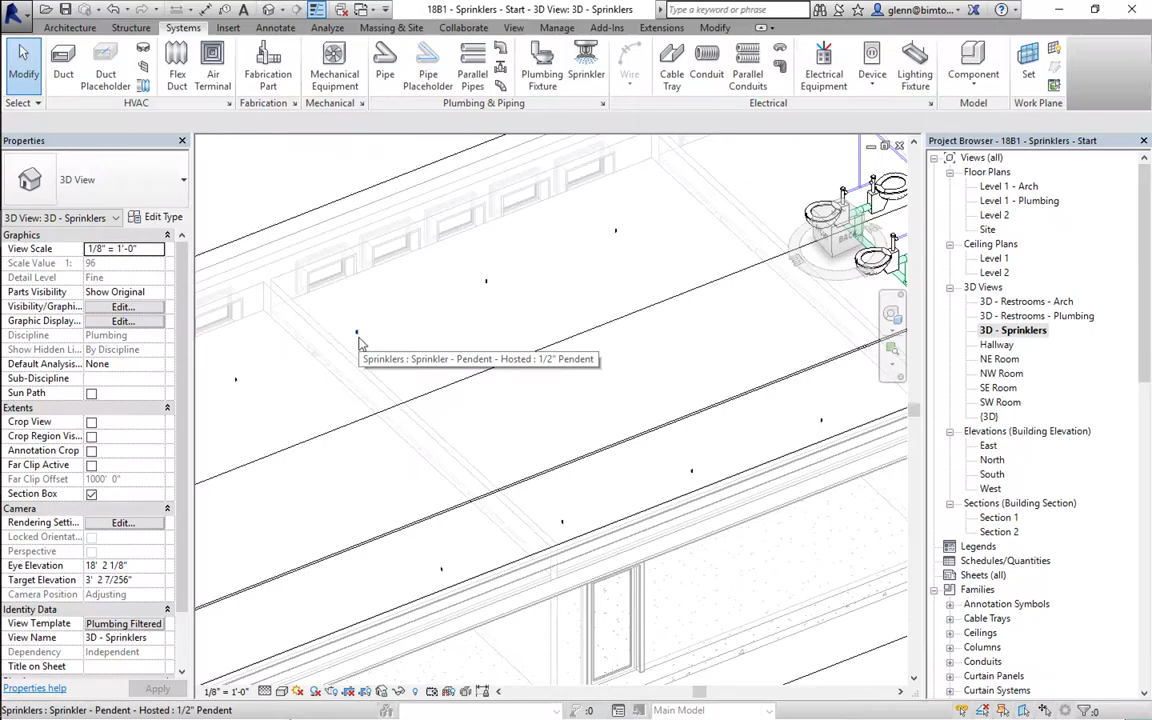 18B1 - Sprinklers - Start - 3D View: 3D - Sprinklers
Type a keyword or phrase
glenn@bimto...
Architecture Structure Systems Insert Annotate Analyze Massing & Site Collaborate View Manage Add-Ins Extensions Modify
Modify
Duct
Duct Placeholder
Flex Duct
Air Terminal
Fabrication Part
Mechanical Equipment
Pipe
Pipe Placeholder
Parallel Pipes
Plumbing Fixture
Sprinkler
Wire
Cable Tray
Conduit
Parallel Conduits
Electrical Equipment
Device
Lighting Fixture
Component
Set
Select HVAC Fabrication Mechanical Plumbing & Piping Electrical Model Work Plane
Properties
3D View
3D View: 3D - Sprinklers Edit Type
Graphics
View Scale 1/8" = 1'-0"
Scale Value 1: 96
Detail Level Fine
Parts Visibility Show Original
Visibility/Graphi... Edit...
Graphic Display... Edit...
Discipline Plumbing
Show Hidden Li... By Discipline
Default Analysis... None
Sub-Discipline
Sun Path
Extents
Crop View
Crop Region Vis...
Annotation Crop
Far Clip Active
Far Clip Offset 1000' 0"
Section Box
Camera
Rendering Setti... Edit...
Locked Orientat...
Perspective
Eye Elevation 18' 2 1/8"
Target Elevation 3' 2 7/256"
Camera Position Adjusting
Identity Data
View Template Plumbing Filtered
View Name 3D - Sprinklers
Dependency Independent
Title on Sheet
Properties help Apply
Sprinklers : Sprinkler - Pendent - Hosted : 1/2" Pendent
BACK
1/8" = 1'-0"
Project Browser - 18B1 - Sprinklers - Start
Views (all)
Floor Plans
Level 1 - Arch
Level 1 - Plumbing
Level 2
Site
Ceiling Plans
Level 1
Level 2
3D Views
3D - Restrooms - Arch
3D - Restrooms - Plumbing
3D - Sprinklers
Hallway
NE Room
NW Room
SE Room
SW Room
{3D}
Elevations (Building Elevation)
East
North
South
West
Sections (Building Section)
Section 1
Section 2
Legends
Schedules/Quantities
Sheets (all)
Families
Annotation Symbols
Cable Trays
Ceilings
Columns
Conduits
Curtain Panels
Curtain Systems
Sprinklers : Sprinkler - Pendent - Hosted : 1/2" Pendent
:0
Main Model
:0